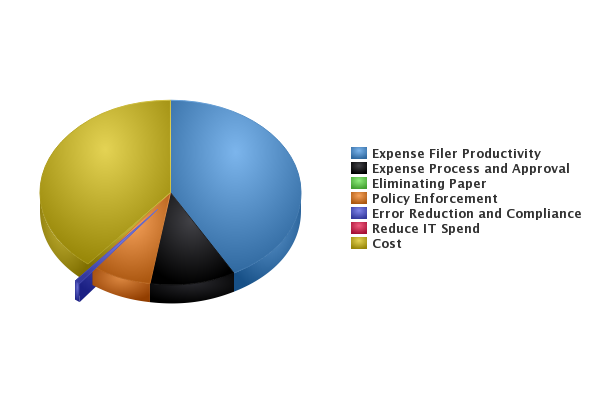 Expense Filer Productivity
Expense Process and Approval
Eliminating Paper
Policy Enforcement
Error Reduction and Compliance
Reduce IT Spend
Cost